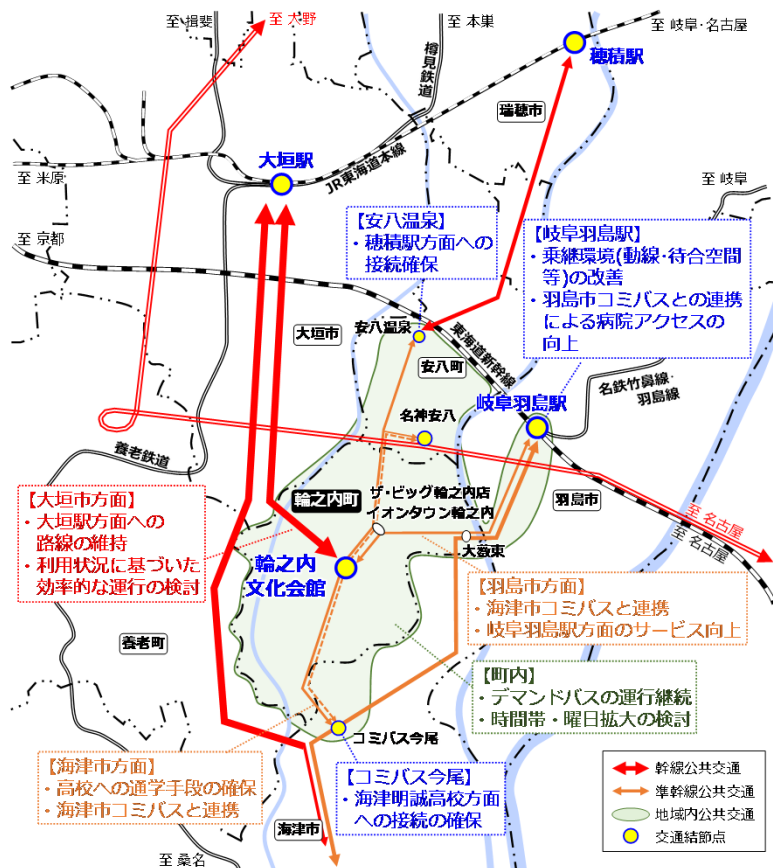 至 揖斐
至 大野
至 本巣
至 岐阜・名古屋
穂積駅
樽見鉄道
瑞穂市
大垣駅
JR東海道本線
至 米原
至 岐阜
至 京都
【安八温泉】
・穂積駅方面への
接続確保
【岐阜羽島駅】
・乗継環境(動線・待合空間
等)の改善
・羽島市コミバスとの連携
による病院アクセスの
向上
大垣市
安八温泉
安八町
東海道新幹線
名鉄竹鼻線・
羽島線
名神安八
岐阜羽島駅
養老鉄道
【大垣市方面】
・大垣駅方面への
路線の維持
・利用状況に基づいた
効率的な運行の検討
輪之内町
ザ・ビッグ輪之内店
イオンタウン輪之内
羽島市
至 名古屋
至 名古屋
大藪東
輪之内
文化会館
【羽島市方面】
・海津市コミバスと連携
・岐阜羽島駅方面のサービス向上
養老町
【町内】
・デマンドバスの運行継続
・時間帯・曜日拡大の検討
コミバス今尾
【海津市方面】
・高校への通学手段の確保
・海津市コミバスと連携
【コミバス今尾】
・海津明誠高校方面
への接続の確保
海津市
至 桑名
幹線公共交通
準幹線公共交通
地域内公共交通
交通結節点